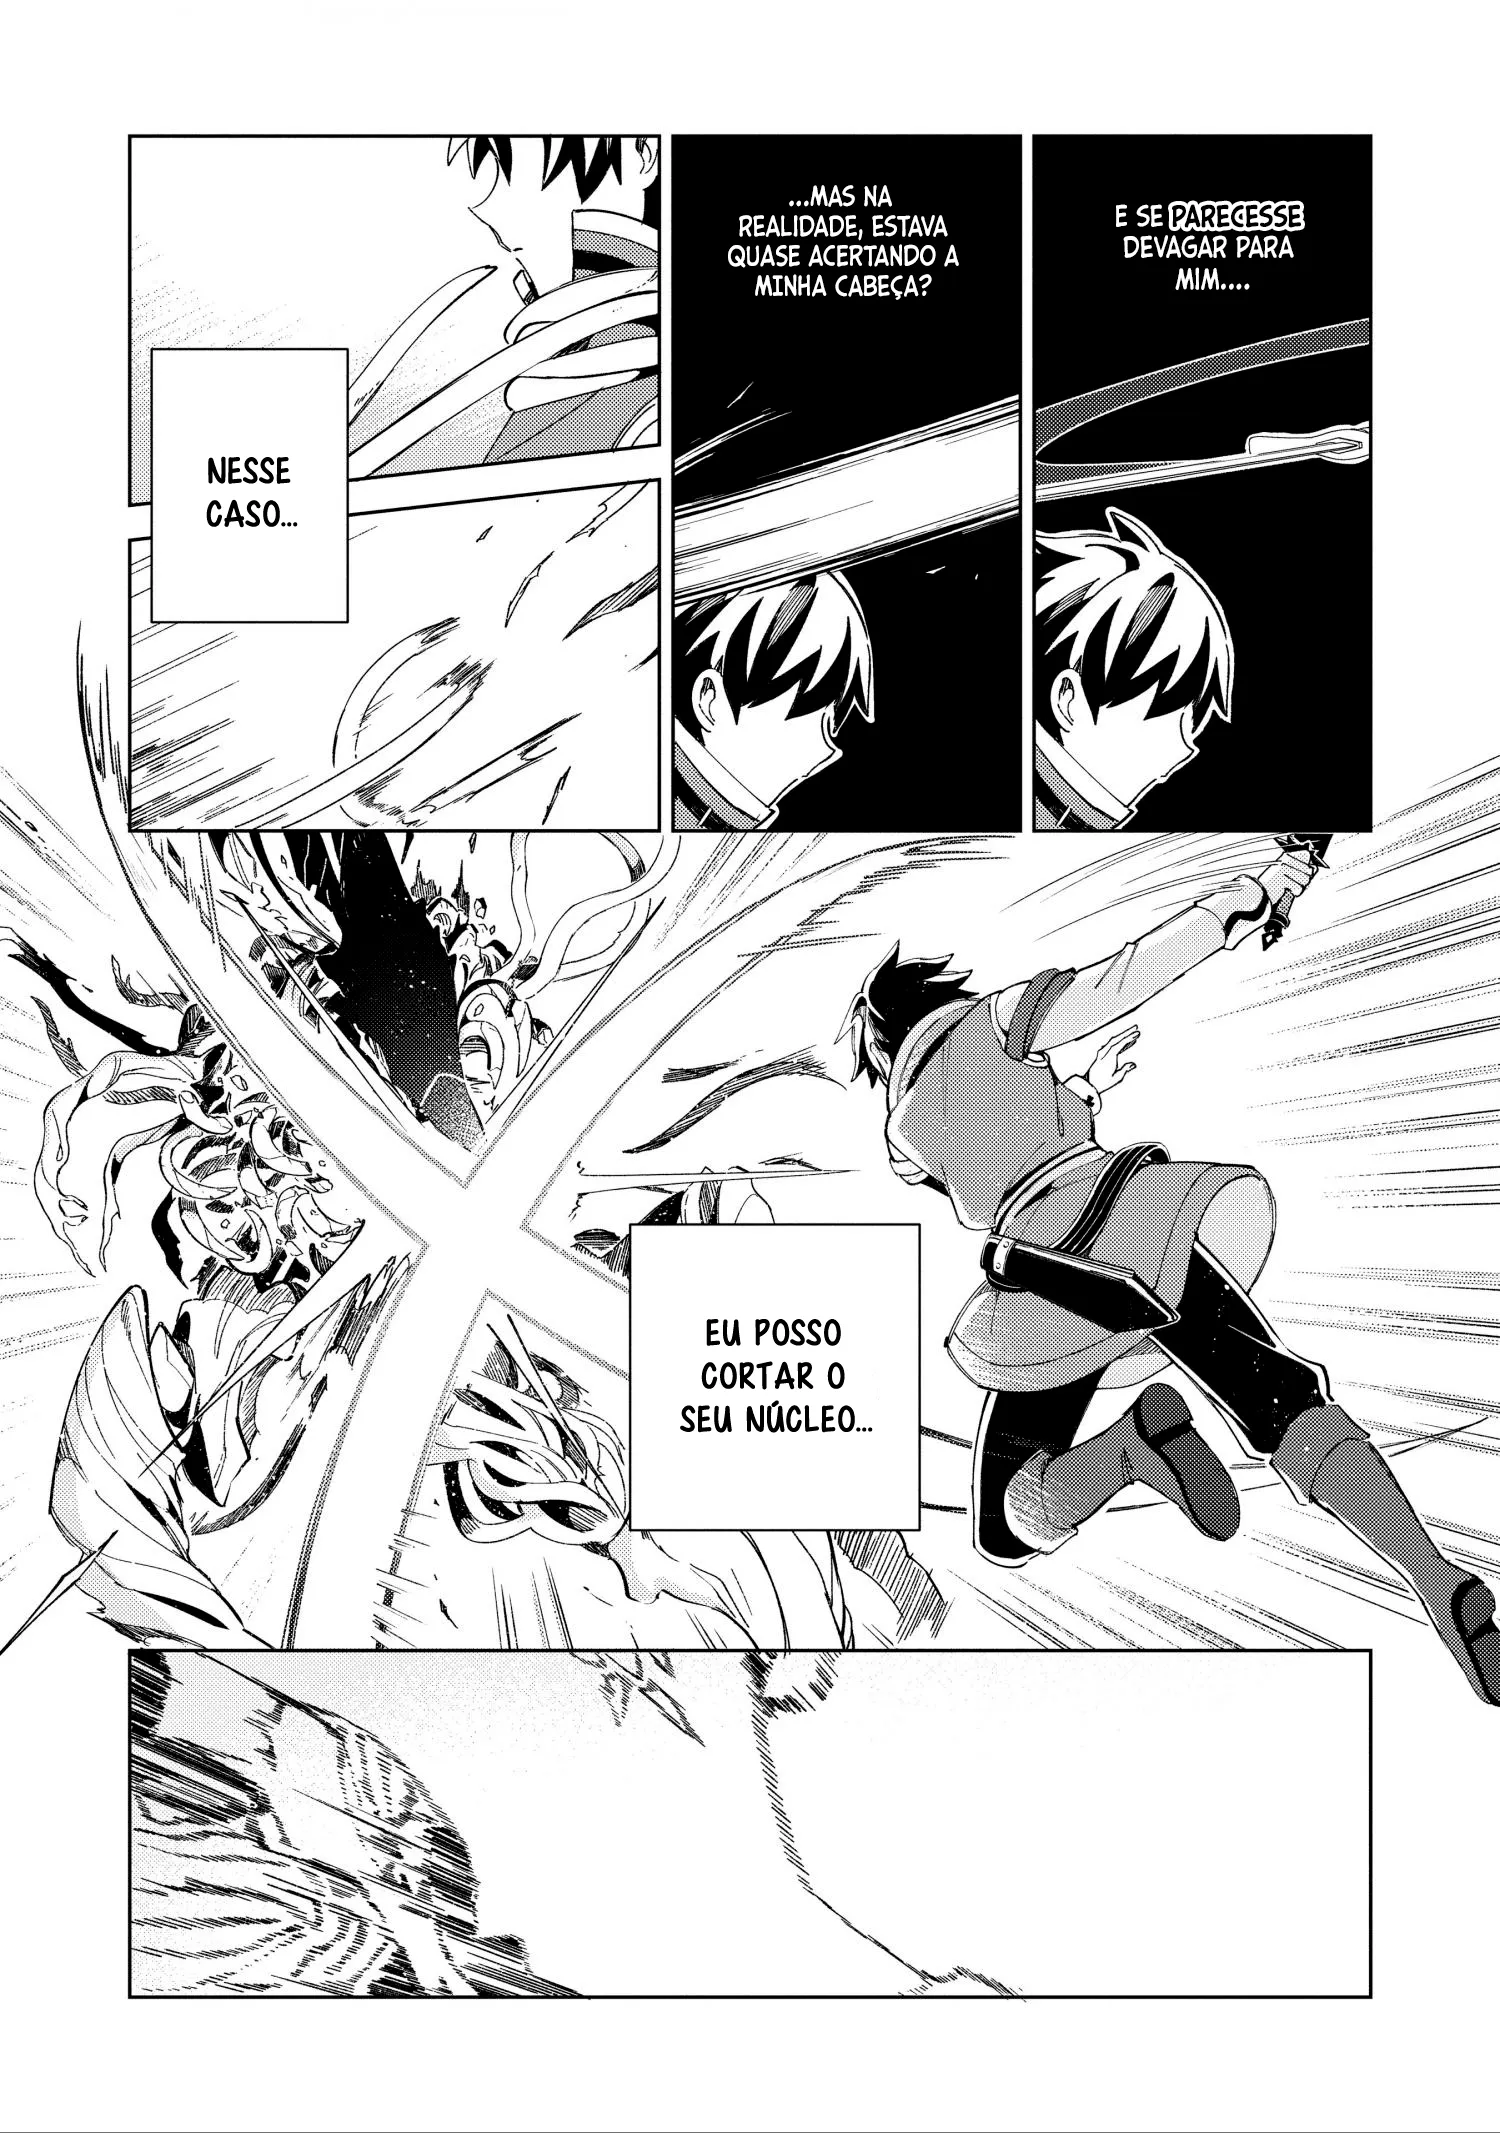 E SE PARECESSE
DEVAGAR PARA
MIM....
...MAS NA
REALIDADE, ESTAVA
QUASE ACERTANDO A
MINHA CABEÇA?
NESSE
CASO...
EU POSSO
CORTAR O
SEU NÚCLEO...